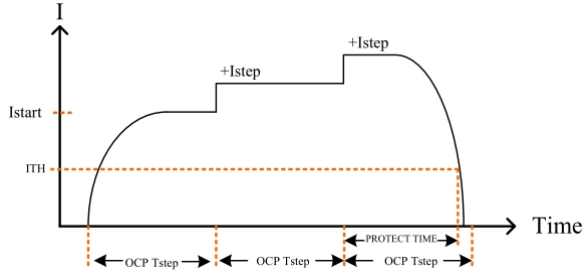 I
+Istep
+Istep
Istart
ITH
Time
PROTECT TIME
OCP Tstep
OCP Tstep
OCP Tstep